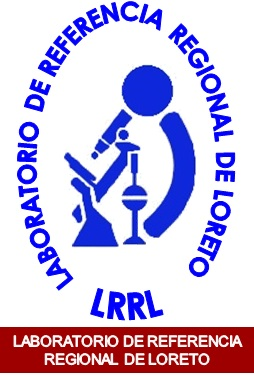 LABORATORIO DE REFERENCIA REGIONAL DE LORETO
LRRL
LABORATORIO DE REFERENCIA
REGIONAL DE LORETO